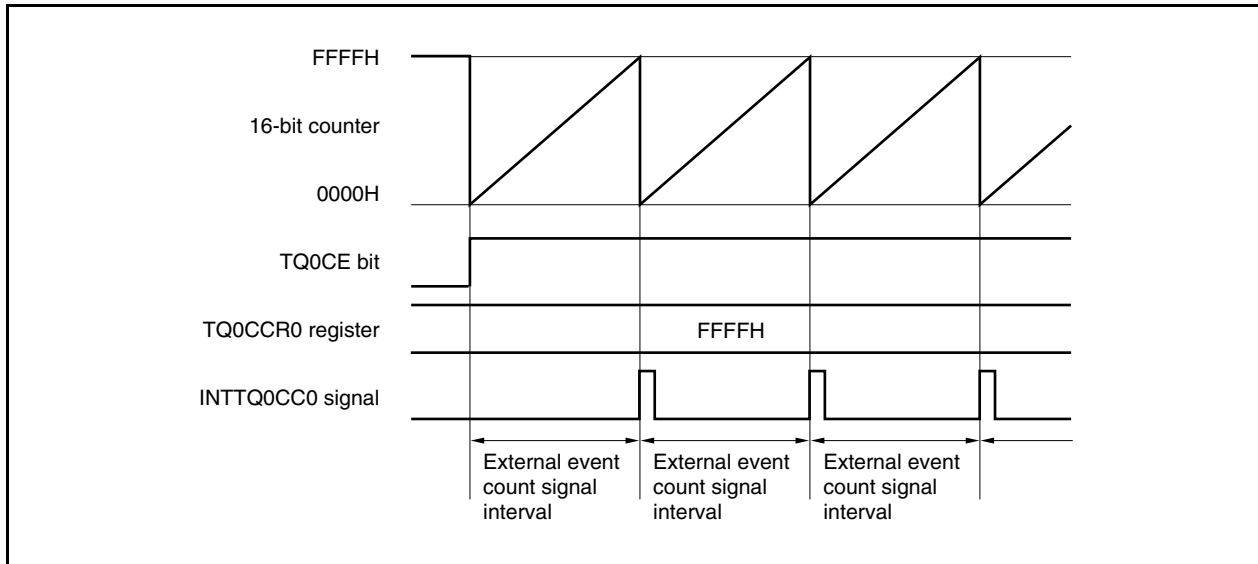 FFFFH
16-bit counter
0000H
TQ0CE bit
TQ0CCR0 register
FFFFH
INTTQ0CC0 signal
External event
count signal
interval
External event
count signal
interval
External event
count signal
interval